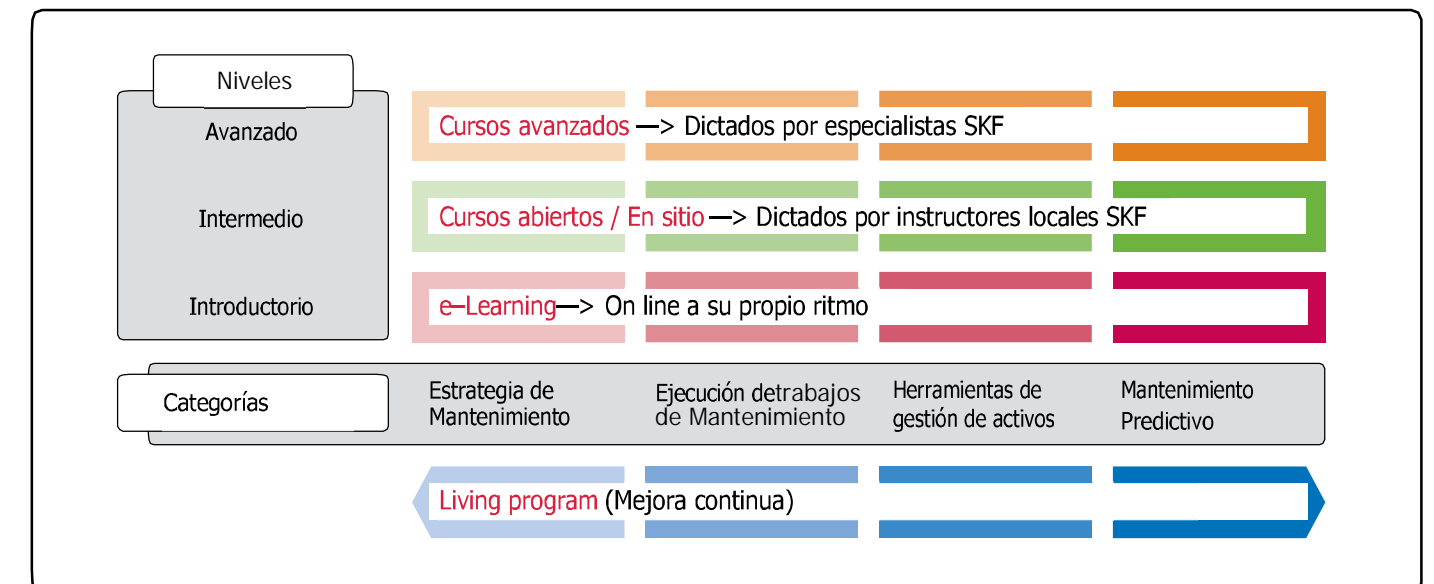 Niveles
Avanzado
Cursos avanzados —> Dictados por especialistas SKF
Intermedio
Cursos abiertos / En sitio —> Dictados por instructores locales SKF
Introductorio
e–Learning—> On line a su propio ritmo
Categorías
Estrategia de
Mantenimiento
Ejecución detrabajos
de Mantenimiento
Herramientas de
gestión de activos
Mantenimiento
Predictivo
Living program (Mejora continua)